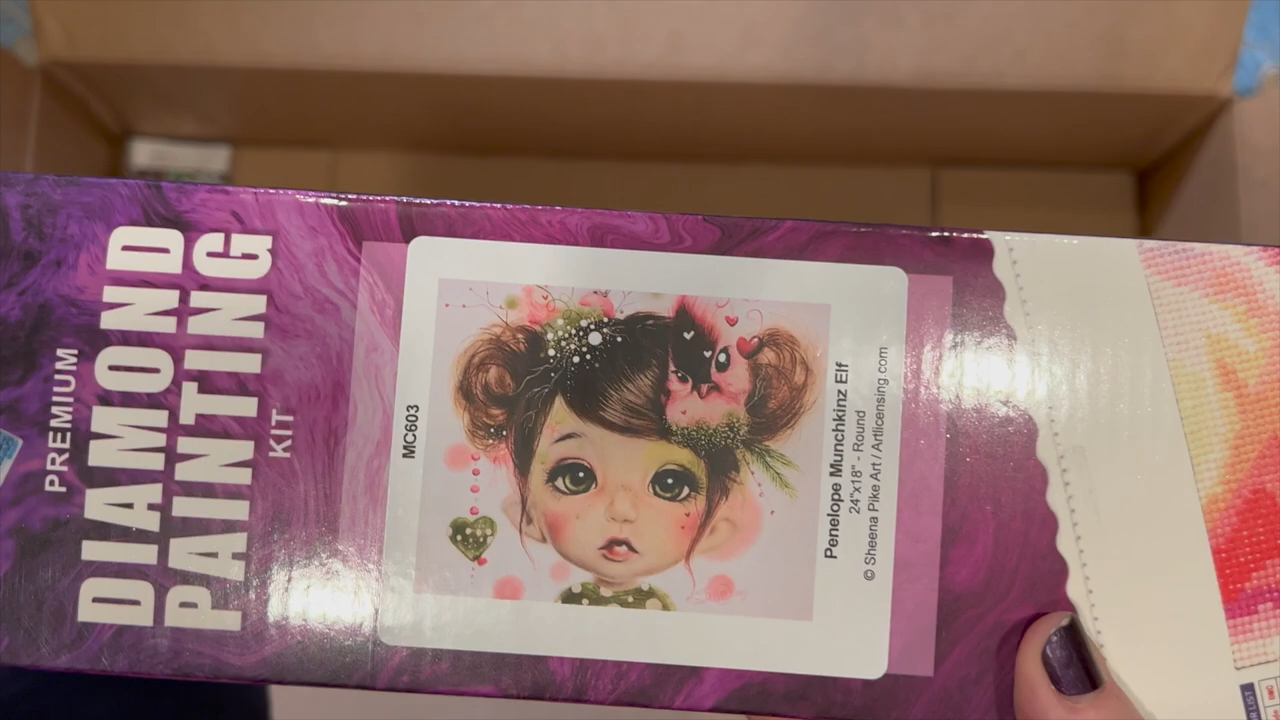 PREMIUM
DIAMOND
PAINTING
KIT
MC603
Penelope Munchkinz Elf
24"x18" - Round
© Sheena Pike Art / Artlicensing.com